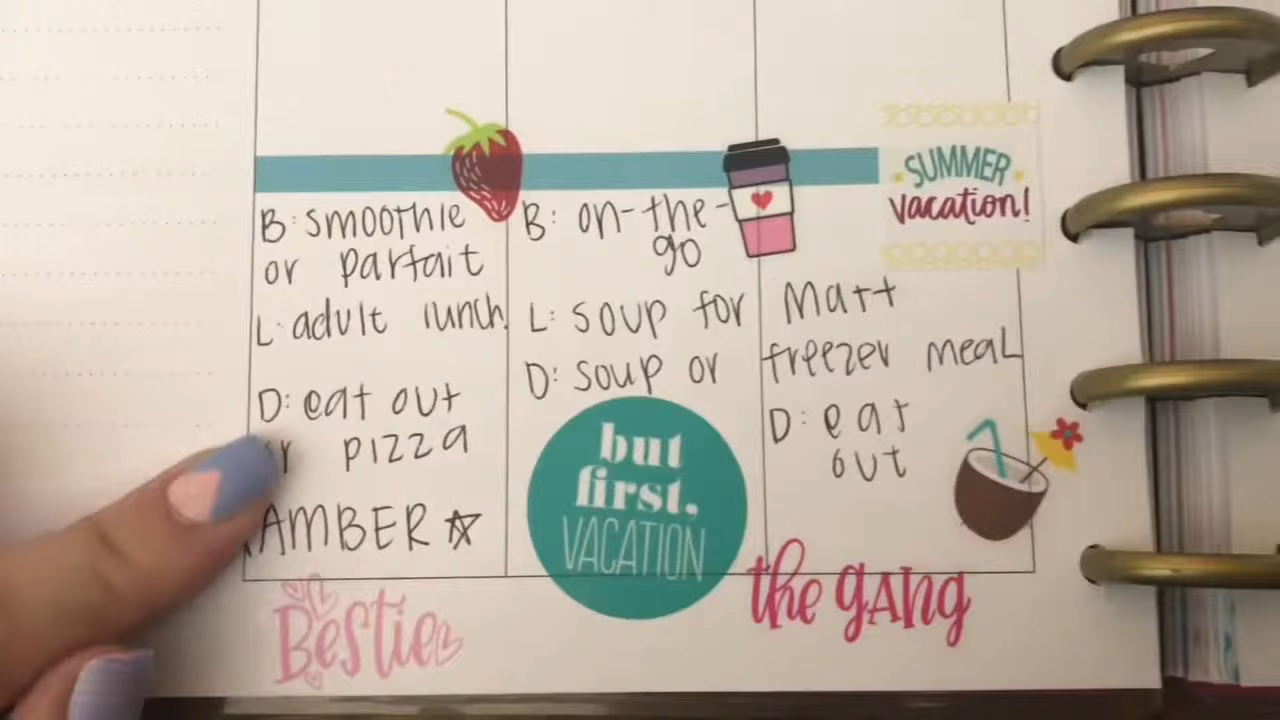 B: smoothie
or parfait
L: adult lunch
D: eat out
or pizza
AMBER
Bestie
B: on-the-
go
L: soup for Matt
D: soup or freezer meal
but
first,
VACATION
SUMMER
vacation!
D: eat
out
the gang